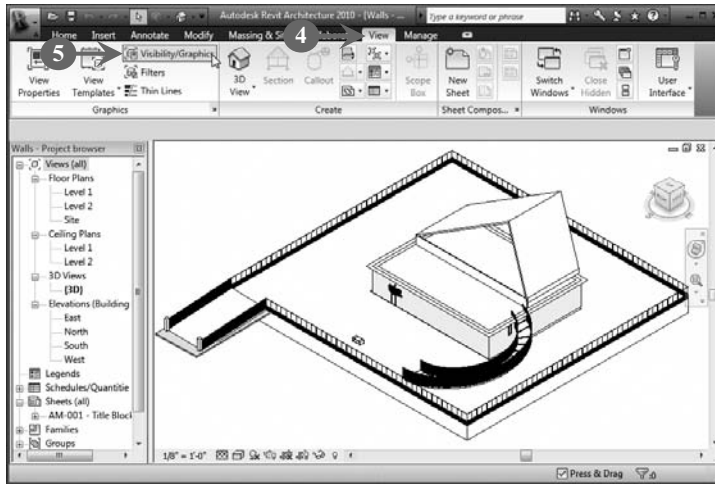 Autodesk Revit Architecture 2010 - [Walls - ...
Type a keyword or phrase
Home Insert Annotate Modify Massing & Si 4 View Manage
5 Visibility/Graphics
Filters
Thin Lines
View Properties
View Templates
3D View
Section
Callout
Scope Box
New Sheet
Switch Windows
Close Hidden
User Interface
Graphics
Create
Sheet Compos...
Windows
Walls - Project browser
Views (all)
Floor Plans
Level 1
Level 2
Site
Ceiling Plans
Level 1
Level 2
3D Views
{3D}
Elevations (Building
East
North
South
West
Legends
Schedules/Quantitie
Sheets (all)
AM-001 - Title Block
Families
Groups
1/8" = 1'-0"
Press & Drag
:0